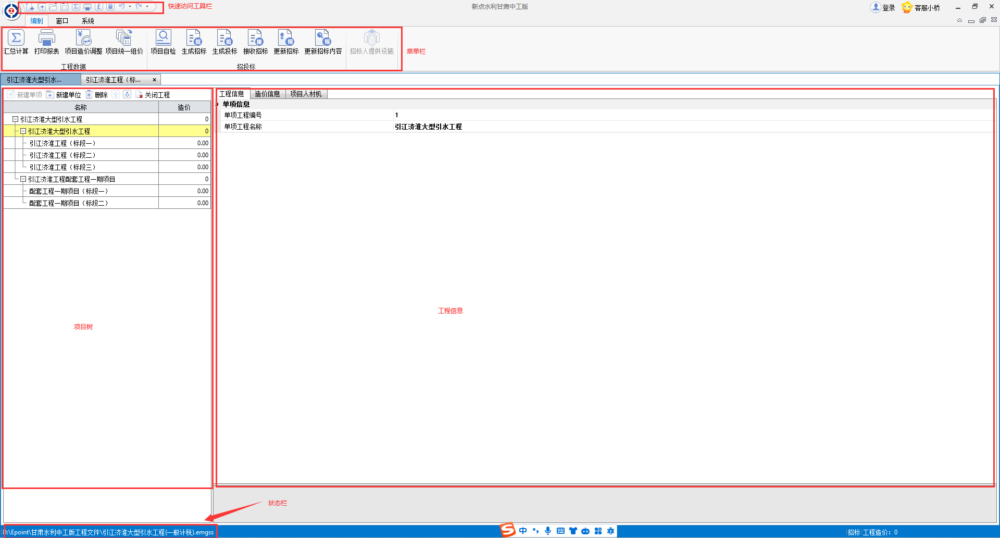 快速访问工具栏
新点水利甘肃中工版
登录
客服小桥
编制 窗口 系统
汇总计算 打印报表 项目造价调整 项目统一组价 项目自检 生成招标 生成投标 接收招标 更新招标 更新招标内容 招标人提供设施
菜单栏
工程数据 招投标
引江济淮大型引水... 引江济淮工程（标... ×
新建单项 新建单位 删除 关闭工程
名称 造价
引江济淮大型引水工程 0
引江济淮大型引水工程 0
引江济淮工程（标段一） 0.00
引江济淮工程（标段二） 0.00
引江济淮工程（标段三） 0.00
引江济淮工程配套工程一期项目 0
配套工程一期项目（标段一） 0.00
配套工程一期项目（标段二） 0.00
项目树
工程信息 造价信息 项目人材机
单项信息
单项工程编号 1
单项工程名称 引江济淮大型引水工程
工程信息
状态栏
D:\Epoint\甘肃水利中工版工程文件\引江济淮大型引水工程(一般计税).emgss
中
招标 工程造价：0